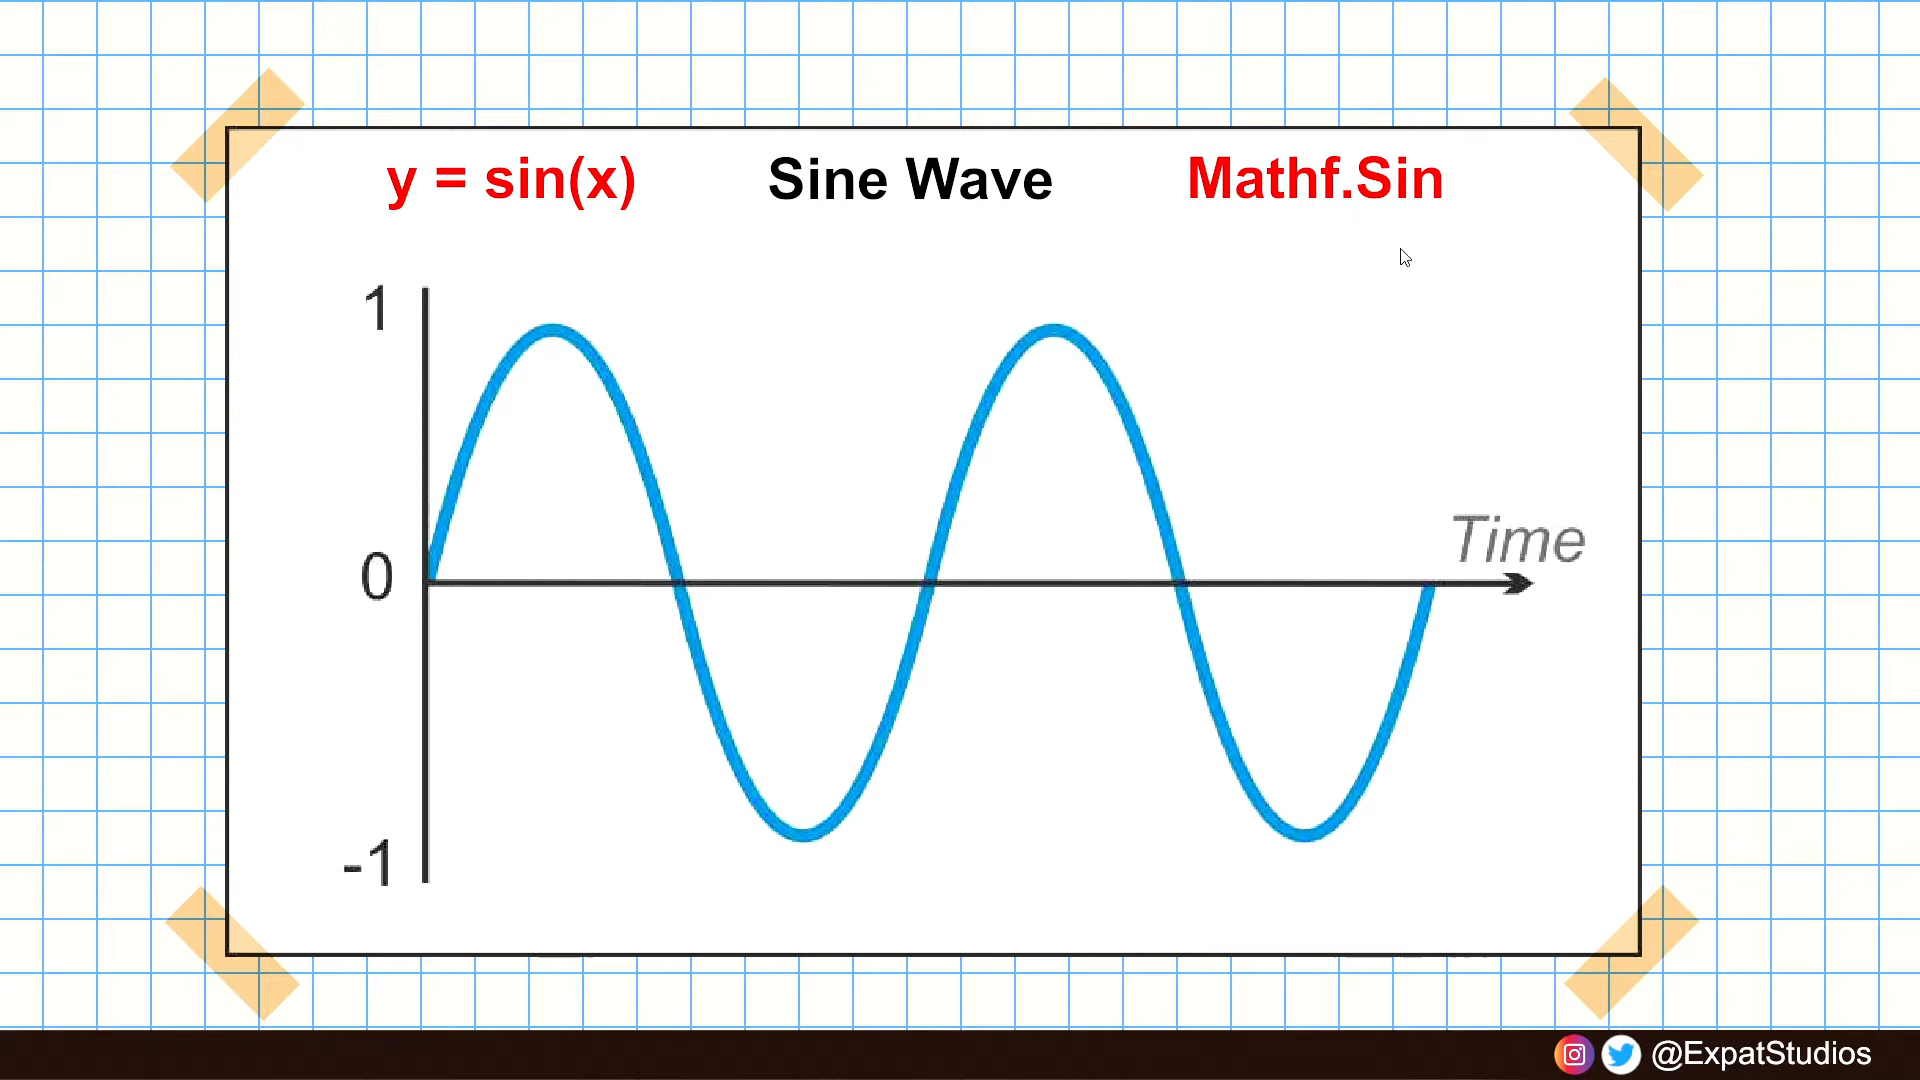 y = sin(x) Sine Wave Mathf.Sin
1
Time
0
-1
@ExpatStudios